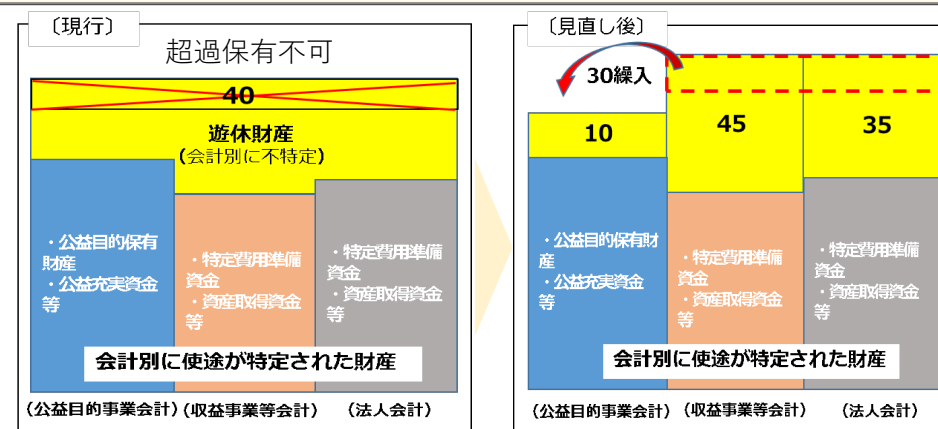 〔現行〕
超過保有不可
40
遊休財産
(会計別に不特定)
・公益目的保有
財産
・公益充実資金
等
・特定費用準備
資金
・資産取得資金
等
・特定費用準備
資金
・資産取得資金
等
会計別に使途が特定された財産
(公益目的事業会計)
(収益事業等会計)
(法人会計)
〔見直し後〕
30繰入
10
45
35
・公益目的保有財
産
・公益充実資金
等
・特定費用準備
資金
・資産取得資金
等
・特定費用準備
資金
・資産取得資金
等
会計別に使途が特定された財産
(公益目的事業会計)
(収益事業等会計)
(法人会計)